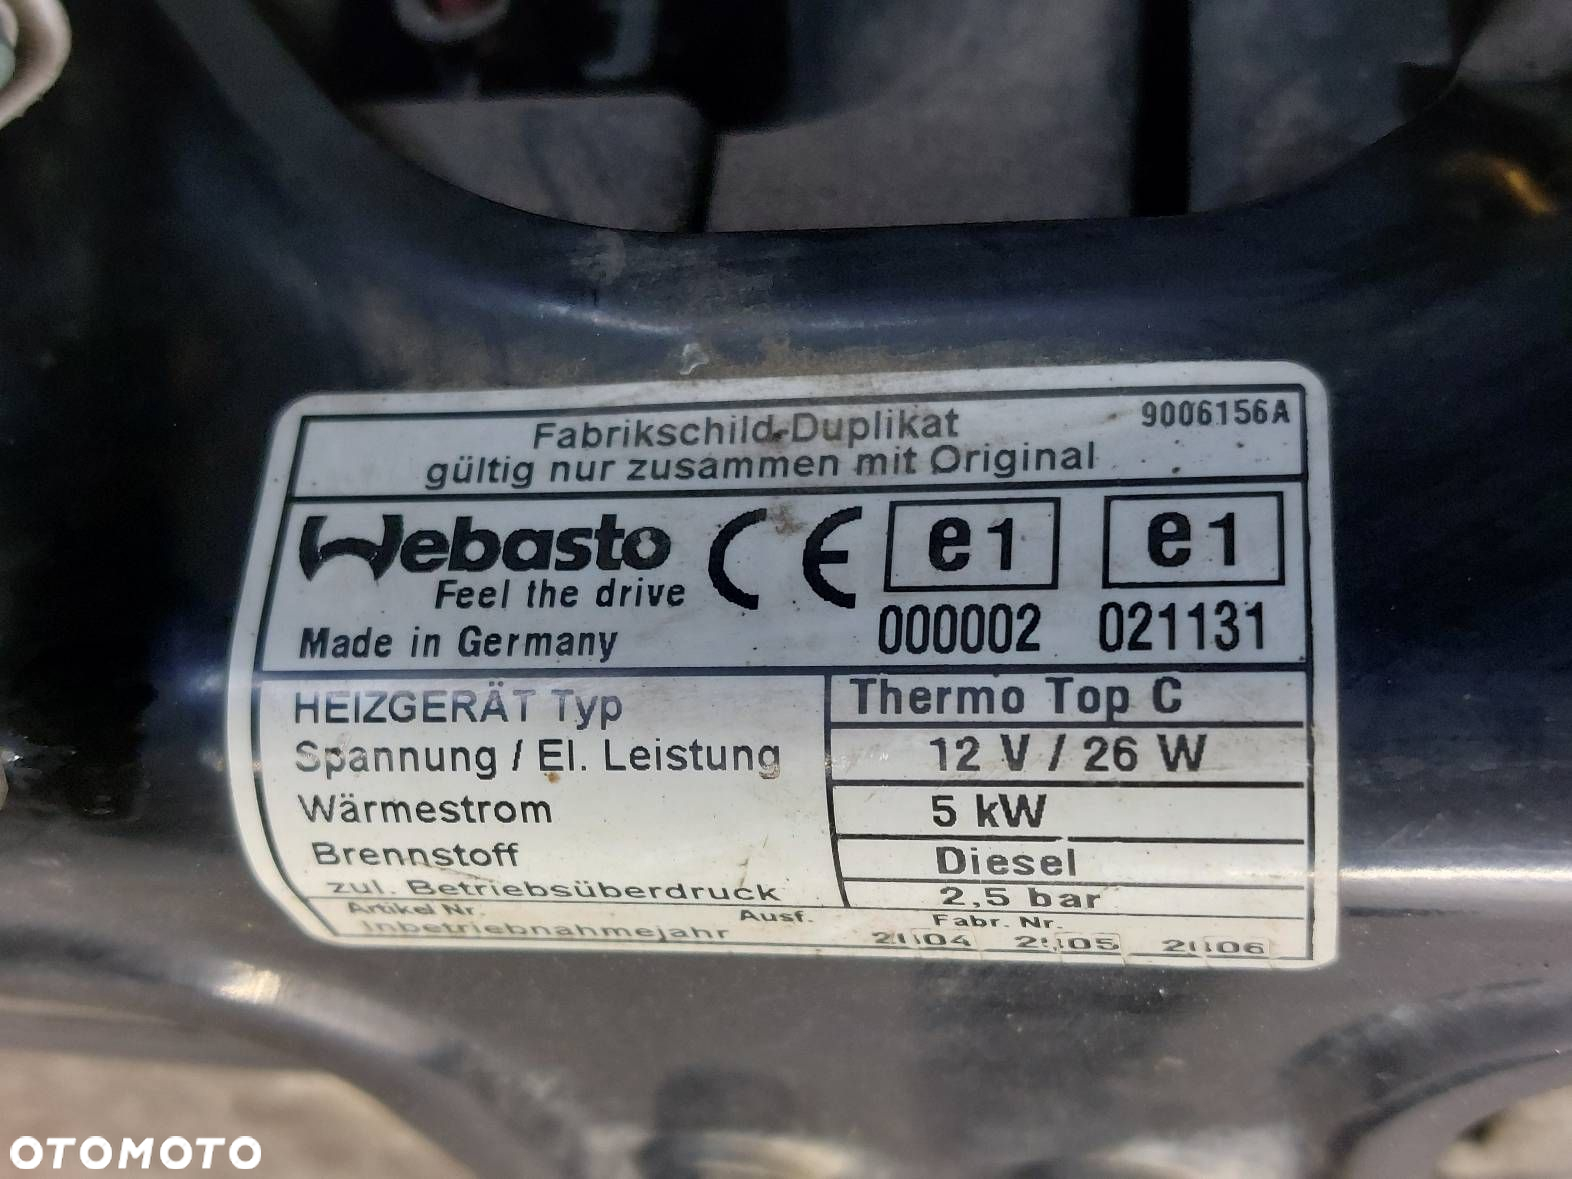 Fabrikschild-Duplikat
9006156A
gültig nur zusammen mit Original
Webasto
Feel the drive
Made in Germany
CE
e1
e1
000002
021131
HEIZGERÄT Typ
Thermo Top C
Spannung / El. Leistung
12 V / 26 W
Wärmestrom
5 kW
Brennstoff
Diesel
zul. Betriebsüberdruck
2,5 bar
Artikel Nr.
Ausf.
Fabr. Nr.
Inbetriebnahmejahr
OTOMOTO